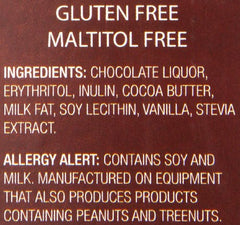 GLUTEN FREE
MALTITOL FREE
INGREDIENTS: CHOCOLATE LIQUOR,
ERYTHRITOL, INULIN, COCOA BUTTER,
MILK FAT, SOY LECITHIN, VANILLA, STEVIA
EXTRACT.
ALLERGY ALERT: CONTAINS SOY AND
MILK. MANUFACTURED ON EQUIPMENT
THAT ALSO PRODUCES PRODUCTS
CONTAINING PEANUTS AND TREENUTS.